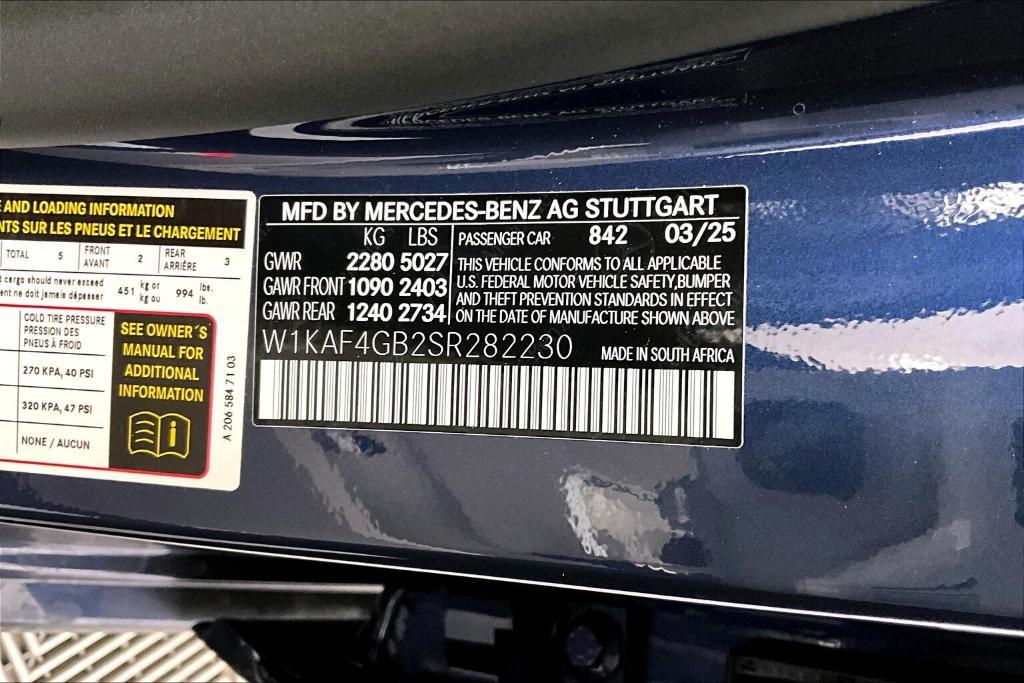 E AND LOADING INFORMATION
NTS SUR LES PNEUS ET LE CHARGEMENT
TOTAL 5 FRONT AVANT 2 REAR ARRIÈRE 3
cargo should never exceed 451 kg or 994 lbs.
ent ne doit jamais dépasser kg ou lb.
COLD TIRE PRESSURE
PRESSION DES
PNEUS À FROID
270 KPA, 40 PSI
320 KPA, 47 PSI
NONE / AUCUN
SEE OWNER´S
MANUAL FOR
ADDITIONAL
INFORMATION
A 206 584 71 03
MFD BY MERCEDES-BENZ AG STUTTGART
KG LBS
GVWR 2280 5027
GAWR FRONT 1090 2403
GAWR REAR 1240 2734
PASSENGER CAR 842 03/25
THIS VEHICLE CONFORMS TO ALL APPLICABLE
U.S. FEDERAL MOTOR VEHICLE SAFETY,BUMPER
AND THEFT PREVENTION STANDARDS IN EFFECT
ON THE DATE OF MANUFACTURE SHOWN ABOVE
W1KAF4GB2SR282230
MADE IN SOUTH AFRICA